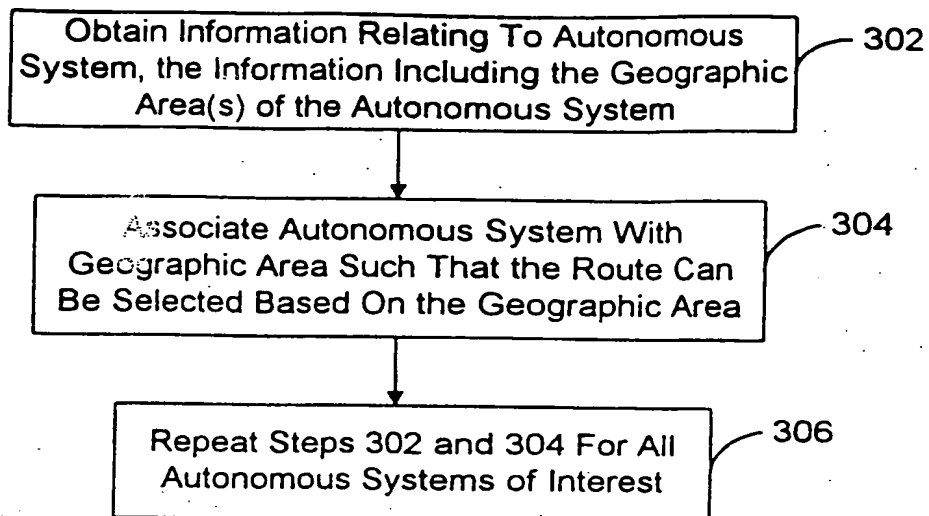 Obtain Information Relating To Autonomous
System, the Information Including the Geographic
Area(s) of the Autonomous System
302
Associate Autonomous System With
Geographic Area Such That the Route Can
Be Selected Based On the Geographic Area
304
Repeat Steps 302 and 304 For All
Autonomous Systems of Interest
306